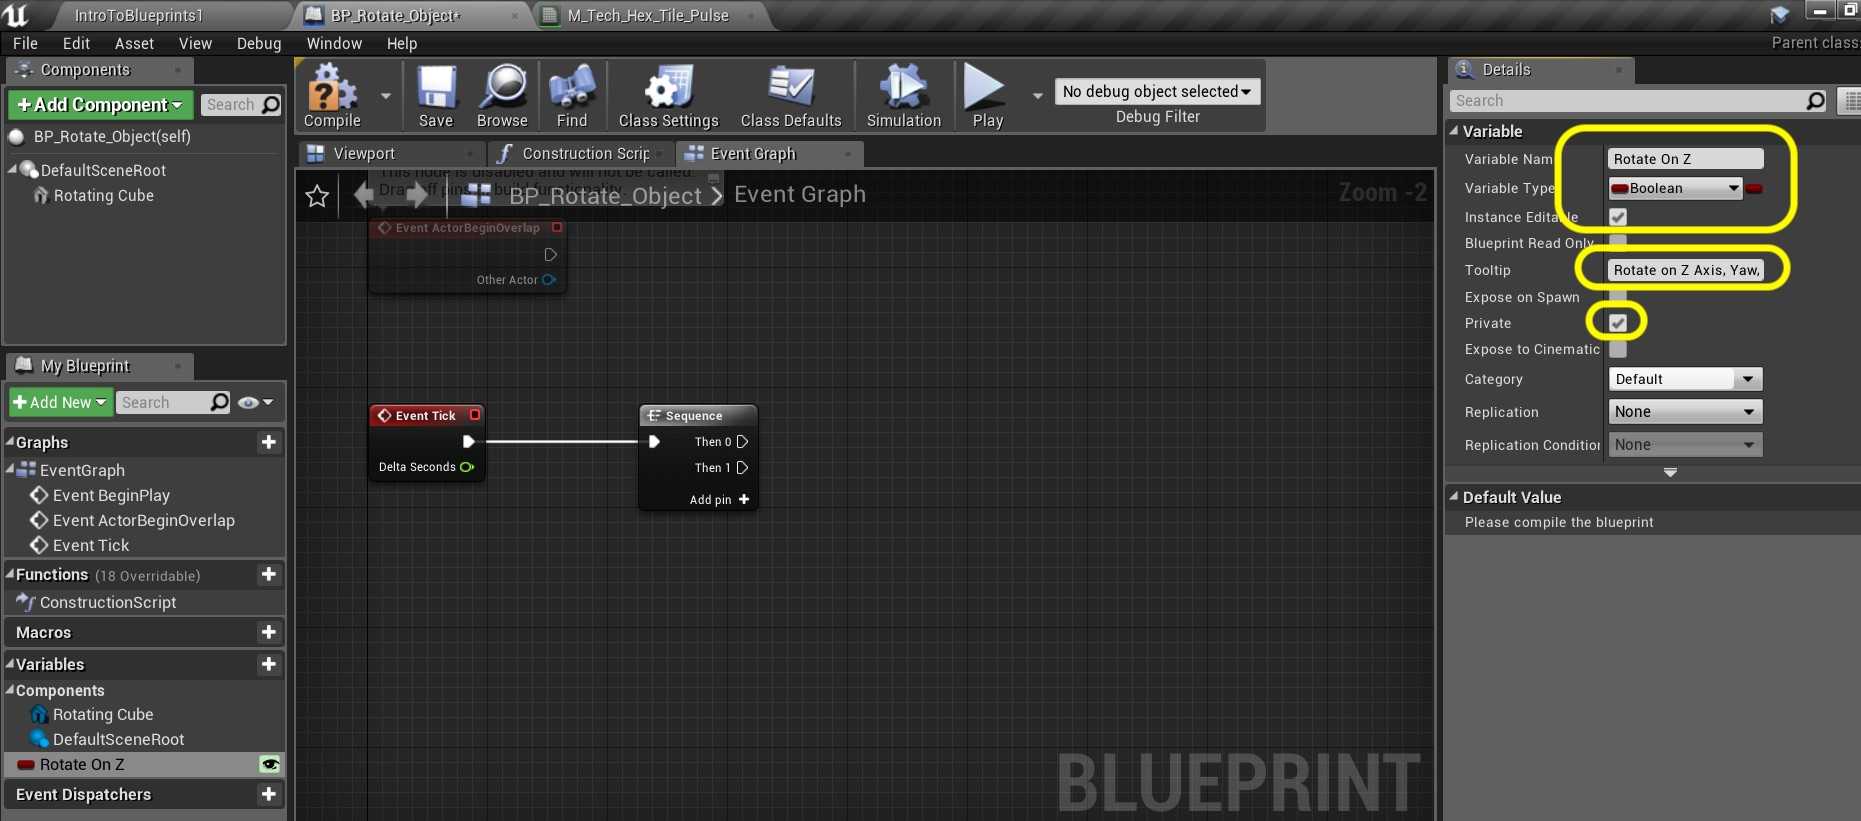 IntroToBlueprints1
BP_Rotate_Object*
M_Tech_Hex_Tile_Pulse
File Edit Asset View Debug Window Help
Parent class:
Components
+Add Component
Search
BP_Rotate_Object(self)
DefaultSceneRoot
Rotating Cube
Compile
Save
Browse
Find
Class Settings
Class Defaults
Simulation
Play
No debug object selected
Debug Filter
Viewport
Construction Scrip
Event Graph
This node is disabled and will not be called.
Drag off pins to build functionality.
BP_Rotate_Object > Event Graph
Zoom -2
Event ActorBeginOverlap
Other Actor
Event Tick
Delta Seconds
Sequence
Then 0
Then 1
Add pin +
BLUEPRINT
My Blueprint
+Add New
Search
Graphs
EventGraph
Event BeginPlay
Event ActorBeginOverlap
Event Tick
Functions (18 Overridable)
ConstructionScript
Macros
Variables
Components
Rotating Cube
DefaultSceneRoot
Rotate On Z
Event Dispatchers
Details
Search
Variable
Variable Nam Rotate On Z
Variable Type Boolean
Instance Editable
Blueprint Read Only
Tooltip Rotate on Z Axis, Yaw,
Expose on Spawn
Private
Expose to Cinematic
Category Default
Replication None
Replication Condition None
Default Value
Please compile the blueprint